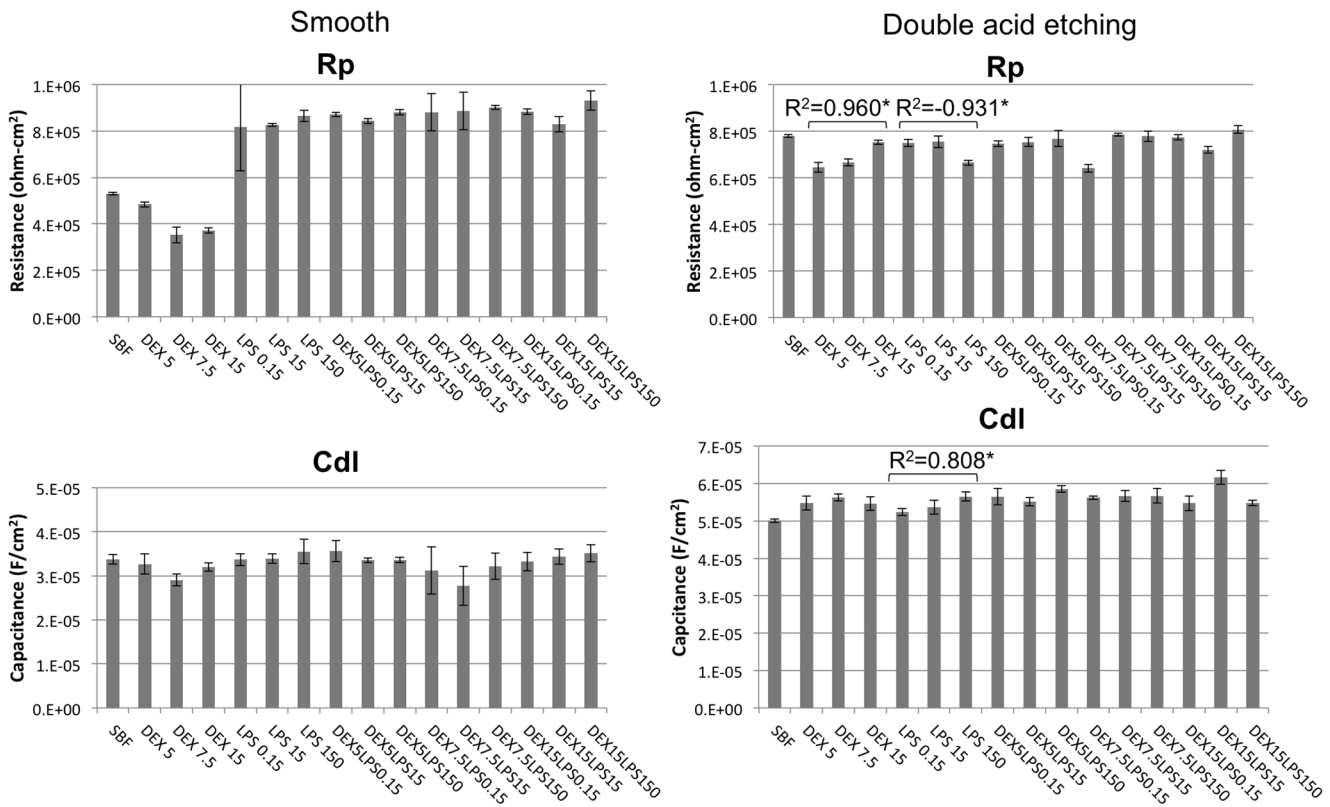 Smooth
Double acid etching
Rp
Resistance (ohm-cm²)
1.E+06
8.E+05
6.E+05
4.E+05
2.E+05
0.E+00
SBF
DEX 5
DEX 7.5
DEX 15
LPS 0.15
LPS 15
LPS 150
DEX5LPS0.15
DEX5LPS15
DEX5LPS150
DEX7.5LPS0.15
DEX7.5LPS15
DEX7.5LPS150
DEX15LPS0.15
DEX15LPS15
DEX15LPS150
Rp
Resistance (ohm-cm²)
1.E+06
8.E+05
6.E+05
4.E+05
2.E+05
0.E+00
R²=0.960* R²=-0.931*
SBF
DEX 5
DEX 7.5
DEX 15
LPS 0.15
LPS 15
LPS 150
DEX5LPS0.15
DEX5LPS15
DEX5LPS150
DEX7.5LPS0.15
DEX7.5LPS15
DEX7.5LPS150
DEX15LPS0.15
DEX15LPS15
DEX15LPS150
Cdl
Capacitance (F/cm²)
5.E-05
4.E-05
3.E-05
2.E-05
1.E-05
0.E+00
SBF
DEX 5
DEX 7.5
DEX 15
LPS 0.15
LPS 15
LPS 150
DEX5LPS0.15
DEX5LPS15
DEX5LPS150
DEX7.5LPS0.15
DEX7.5LPS15
DEX7.5LPS150
DEX15LPS0.15
DEX15LPS15
DEX15LPS150
Cdl
Capcitance (F/cm²)
7.E-05
6.E-05
5.E-05
4.E-05
3.E-05
2.E-05
1.E-05
0.E+00
R²=0.808*
SBF
DEX 5
DEX 7.5
DEX 15
LPS 0.15
LPS 15
LPS 150
DEX5LPS0.15
DEX5LPS15
DEX5LPS150
DEX7.5LPS0.15
DEX7.5LPS15
DEX7.5LPS150
DEX15LPS0.15
DEX15LPS15
DEX15LPS150